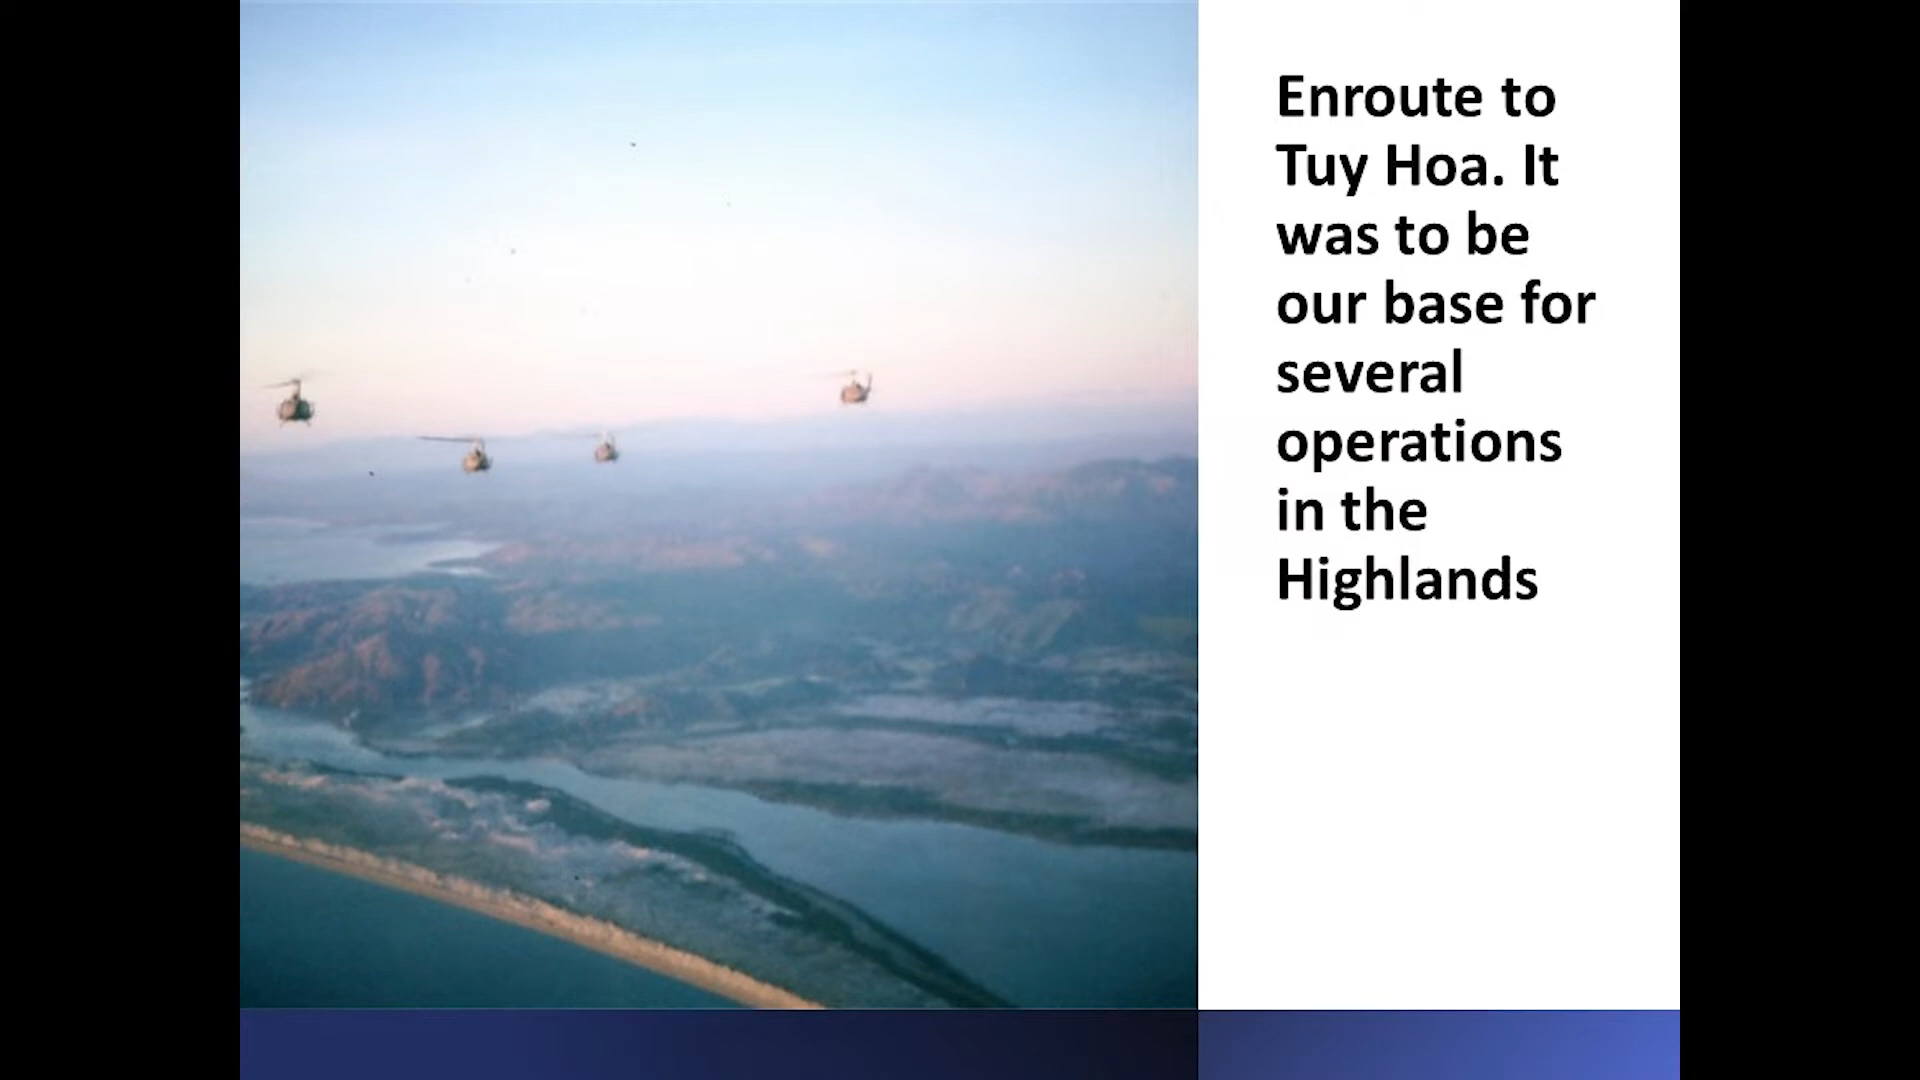 Enroute to
Tuy Hoa. It
was to be
our base for
several
operations
in the
Highlands